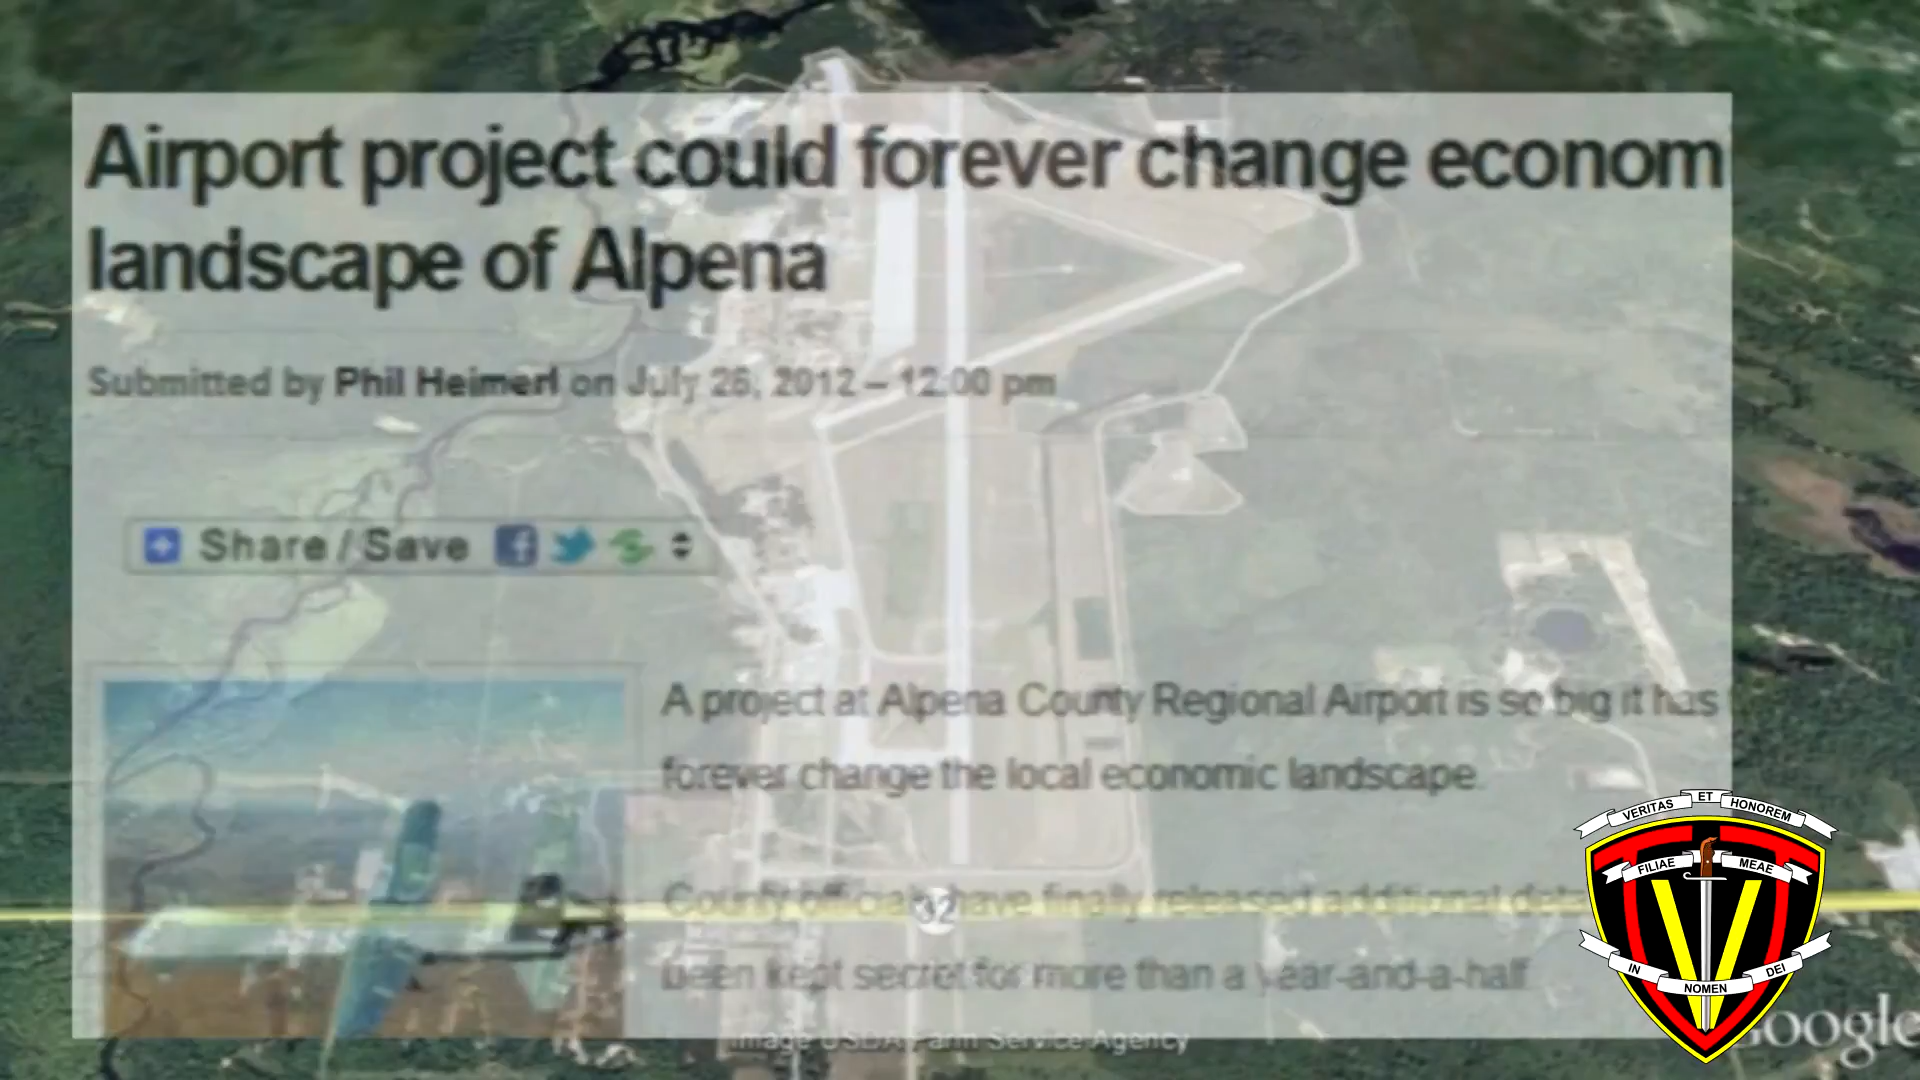 Airport project could forever change econom
landscape of Alpena
Submitted by Phil Heimerl on July 26, 2012 – 12:00 pm
Share / Save
A project at Alpena County Regional Airport is so big it has
forever change the local economic landscape.
County officials have finally released additional deta
been kept secret for more than a year-and-a-half.
32
Image USDA Farm Service Agency
Google
VERITAS ET HONOREM
FILIAE MEAE
V
IN NOMEN DEI